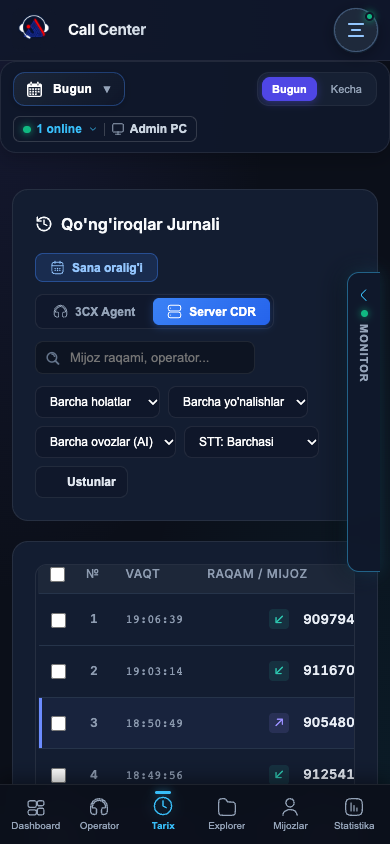 Call Center
Bugun ▾
Bugun Kecha
1 online Admin PC
Qo'ng'iroqlar Jurnali
Sana oralig'i
3CX Agent Server CDR
Mijoz raqami, operator...
Barcha holatlar Barcha yo'nalishlar
Barcha ovozlar (AI) STT: Barchasi
Ustunlar
MONITOR
№ VAQT RAQAM / MIJOZ
1 19:06:39 909794
2 19:03:14 911670
3 18:50:49 905480
4 18:49:56 912541
Dashboard Operator Tarix Explorer Mijozlar Statistika